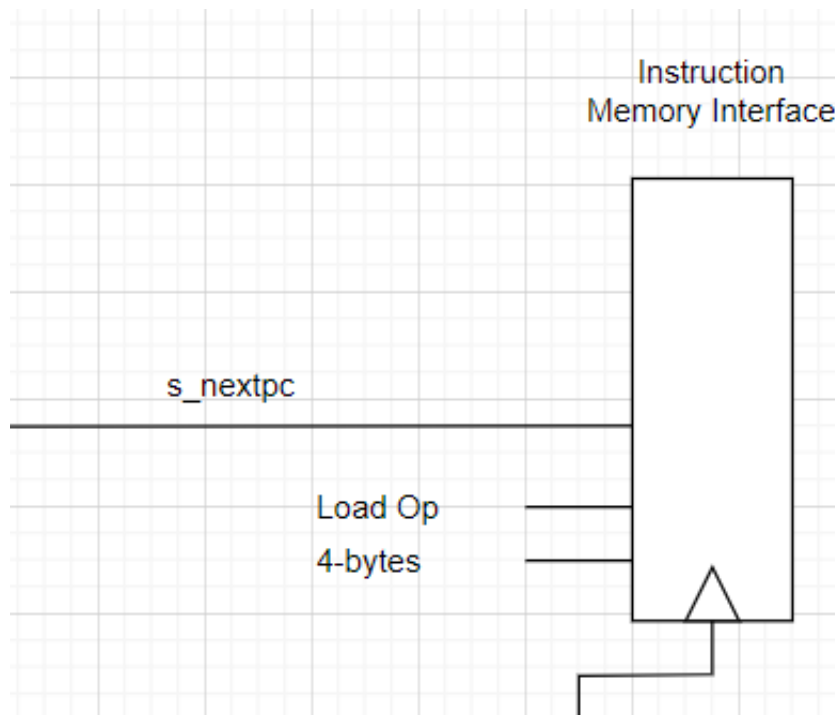 Instruction
Memory Interface
s_nextpc
Load Op
4-bytes